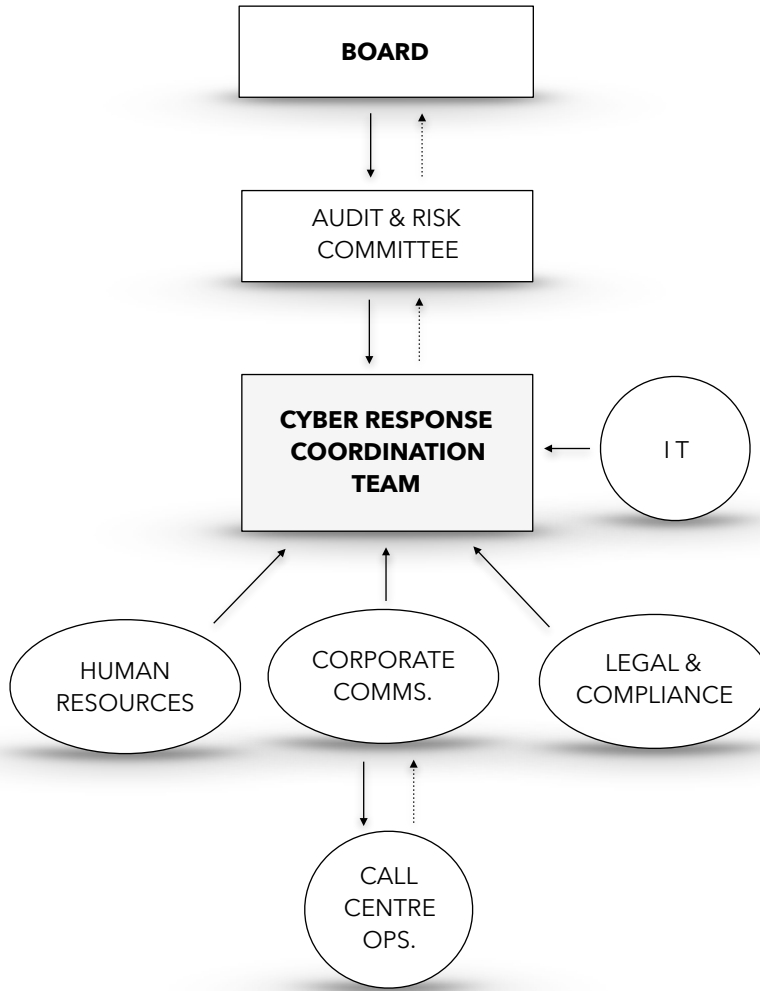 BOARD
AUDIT & RISK
COMMITTEE
CYBER RESPONSE
COORDINATION
TEAM
I T
HUMAN
RESOURCES
CORPORATE
COMMS.
LEGAL &
COMPLIANCE
CALL
CENTRE
OPS.